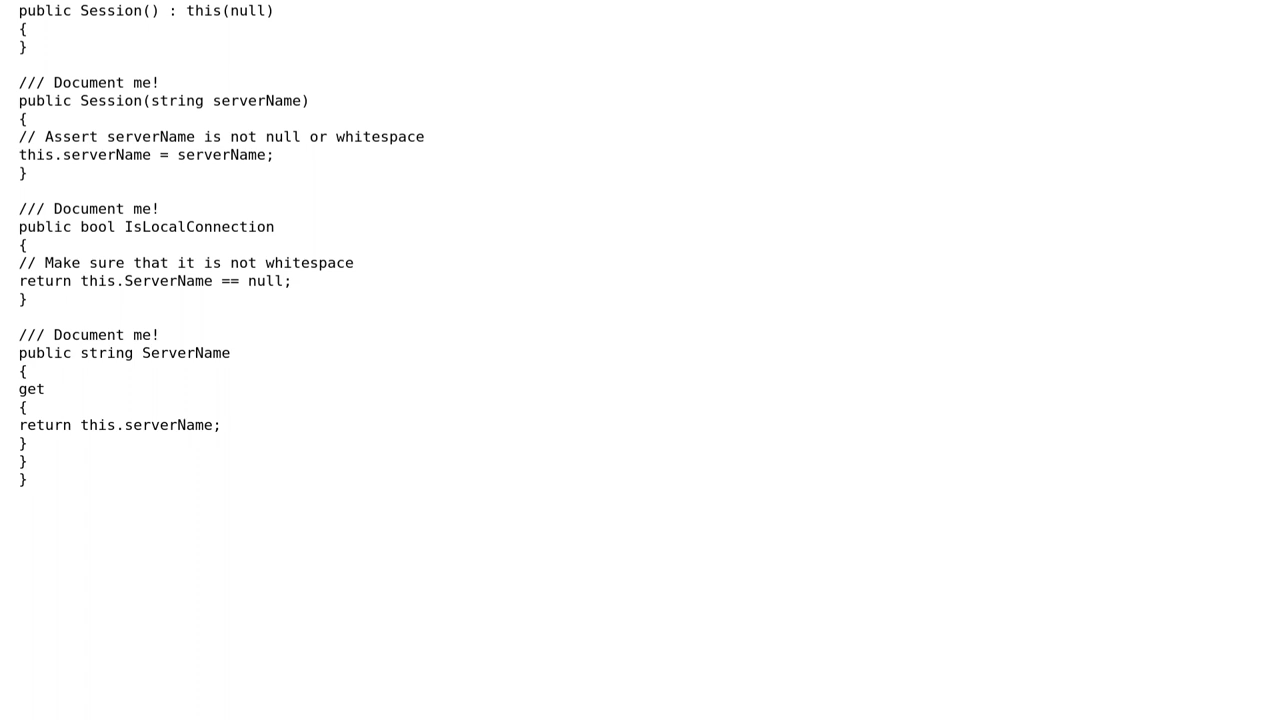 public Session() : this(null)
{
}
/// Document me!
public Session(string serverName)
{
// Assert serverName is not null or whitespace
this.serverName = serverName;
}
/// Document me!
public bool IsLocalConnection
{
// Make sure that it is not whitespace
return this.ServerName == null;
}
/// Document me!
public string ServerName
{
get
{
return this.serverName;
}
}
}